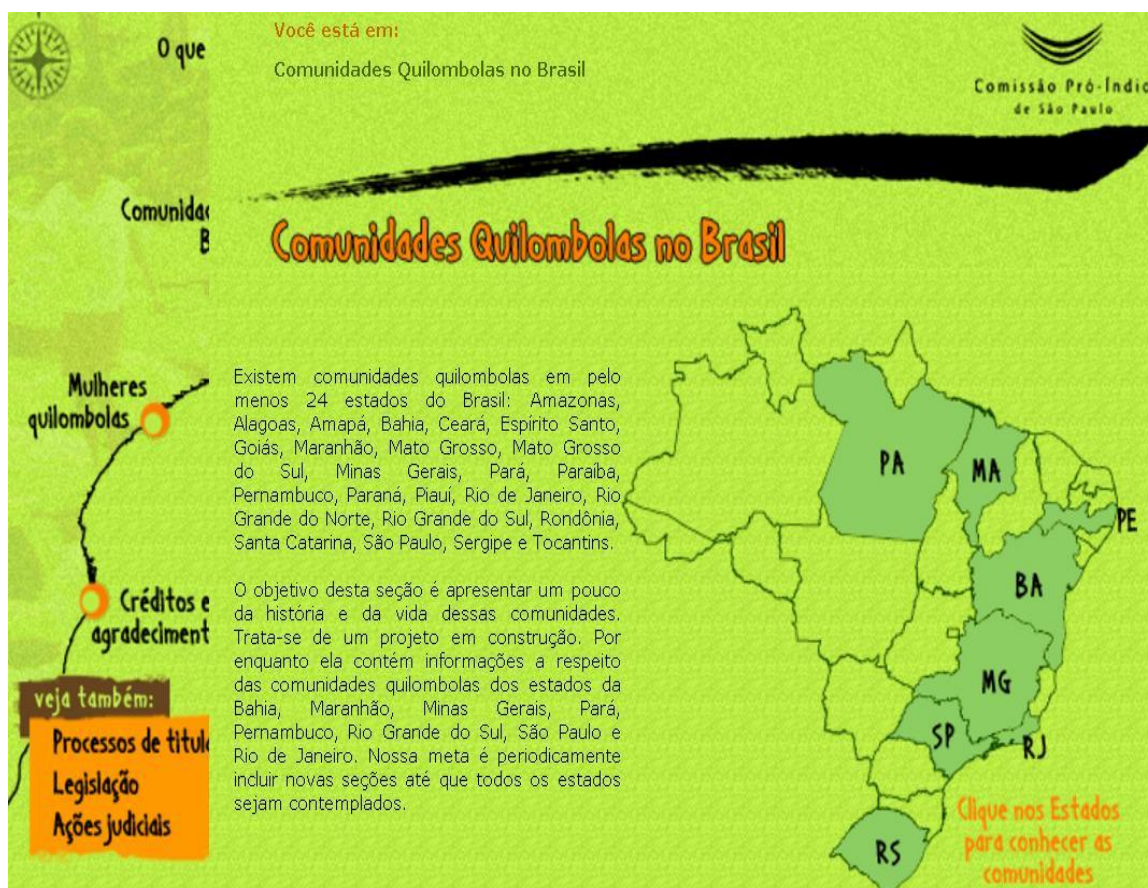 O que
Comunidad
B
Mulheres
quilombolas
Créditos e
agradeciment
veja também:
Processos de titula
Legislação
Ações judiciais
Você está em:
Comunidades Quilombolas no Brasil
Comissão Pró-Índio
de São Paulo
Comunidades Quilombolas no Brasil
Existem comunidades quilombolas em pelo
menos 24 estados do Brasil: Amazonas,
Alagoas, Amapá, Bahia, Ceará, Espírito Santo,
Goiás, Maranhão, Mato Grosso, Mato Grosso
do Sul, Minas Gerais, Pará, Paraíba,
Pernambuco, Paraná, Piauí, Rio de Janeiro, Rio
Grande do Norte, Rio Grande do Sul, Rondônia,
Santa Catarina, São Paulo, Sergipe e Tocantins.
O objetivo desta seção é apresentar um pouco
da história e da vida dessas comunidades.
Trata-se de um projeto em construção. Por
enquanto ela contém informações a respeito
das comunidades quilombolas dos estados da
Bahia, Maranhão, Minas Gerais, Pará,
Pernambuco, Rio Grande do Sul, São Paulo e
Rio de Janeiro. Nossa meta é periodicamente
incluir novas seções até que todos os estados
sejam contemplados.
PA
MA
PE
BA
MG
SP
RJ
RS
Clique nos Estados
para conhecer as
comunidades